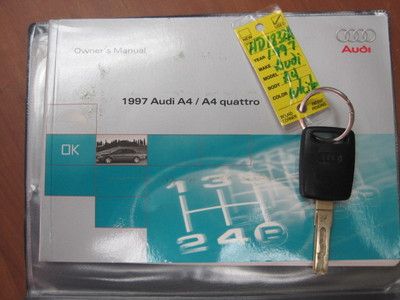 Owner's Manual
Audi
1997 Audi A4 / A4 quattro
OK
1 3 5
2 4 6 R
YEAR 1997
MAKE Audi
MODEL A4
BODY
COLOR White